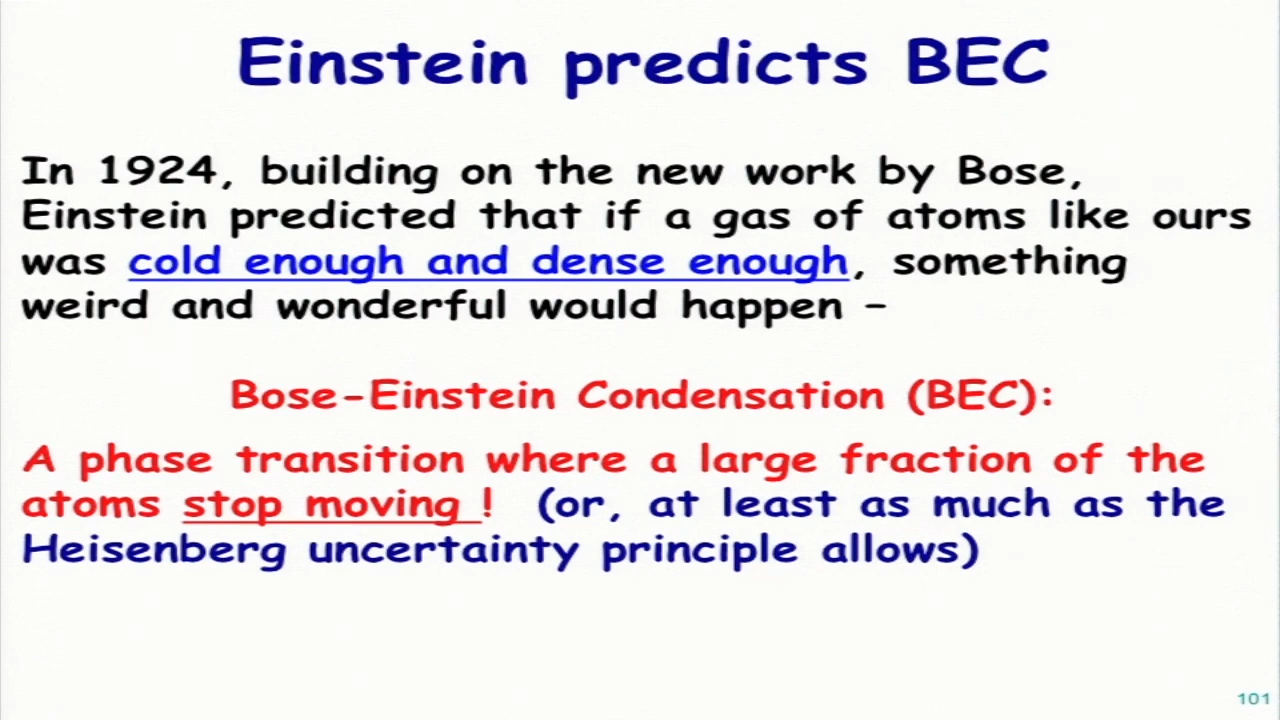 Einstein predicts BEC
In 1924, building on the new work by Bose,
Einstein predicted that if a gas of atoms like ours
was cold enough and dense enough, something
weird and wonderful would happen –
Bose-Einstein Condensation (BEC):
A phase transition where a large fraction of the
atoms stop moving ! (or, at least as much as the
Heisenberg uncertainty principle allows)
101